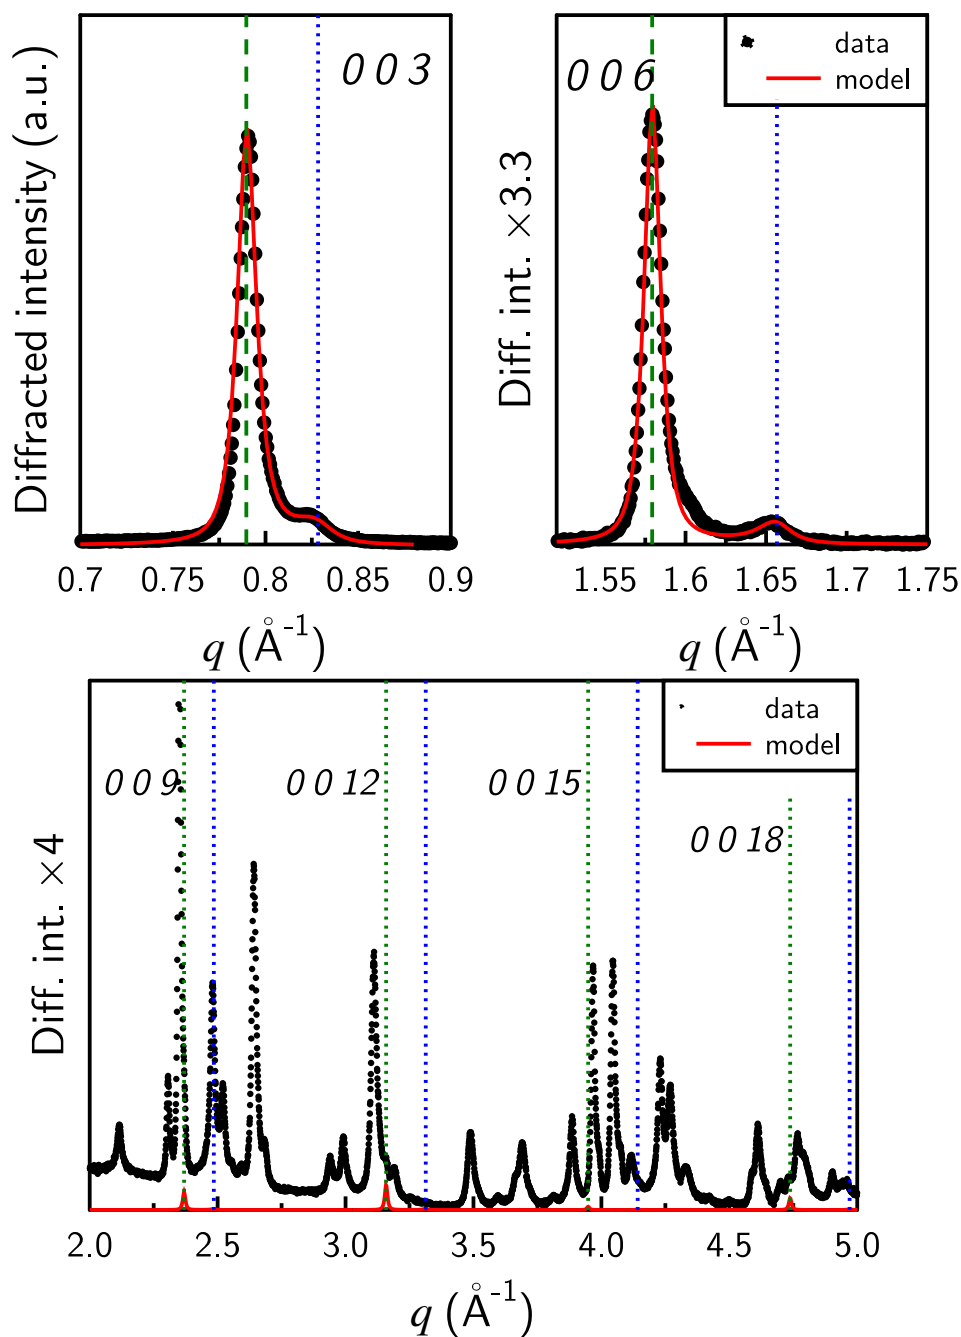 Diffracted intensity (a.u.)
0 0 3
0.7 0.75 0.8 0.85 0.9
q (Å⁻¹)
Diff. int. ×3.3
0 0 6
data
model
1.55 1.6 1.65 1.7 1.75
q (Å⁻¹)
Diff. int. ×4
data
model
0 0 9
0 0 12
0 0 15
0 0 18
2.0 2.5 3.0 3.5 4.0 4.5 5.0
q (Å⁻¹)